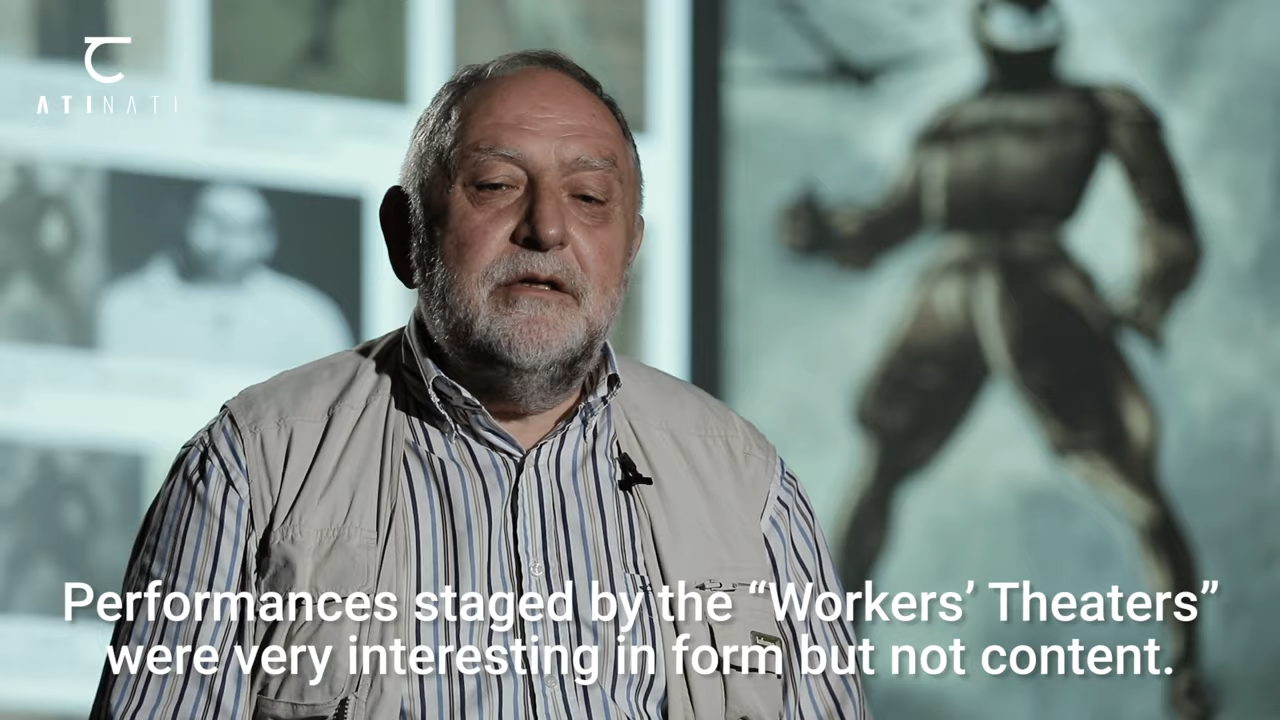 ATINATI
Performances staged by the “Workers’ Theaters”
were very interesting in form but not content.